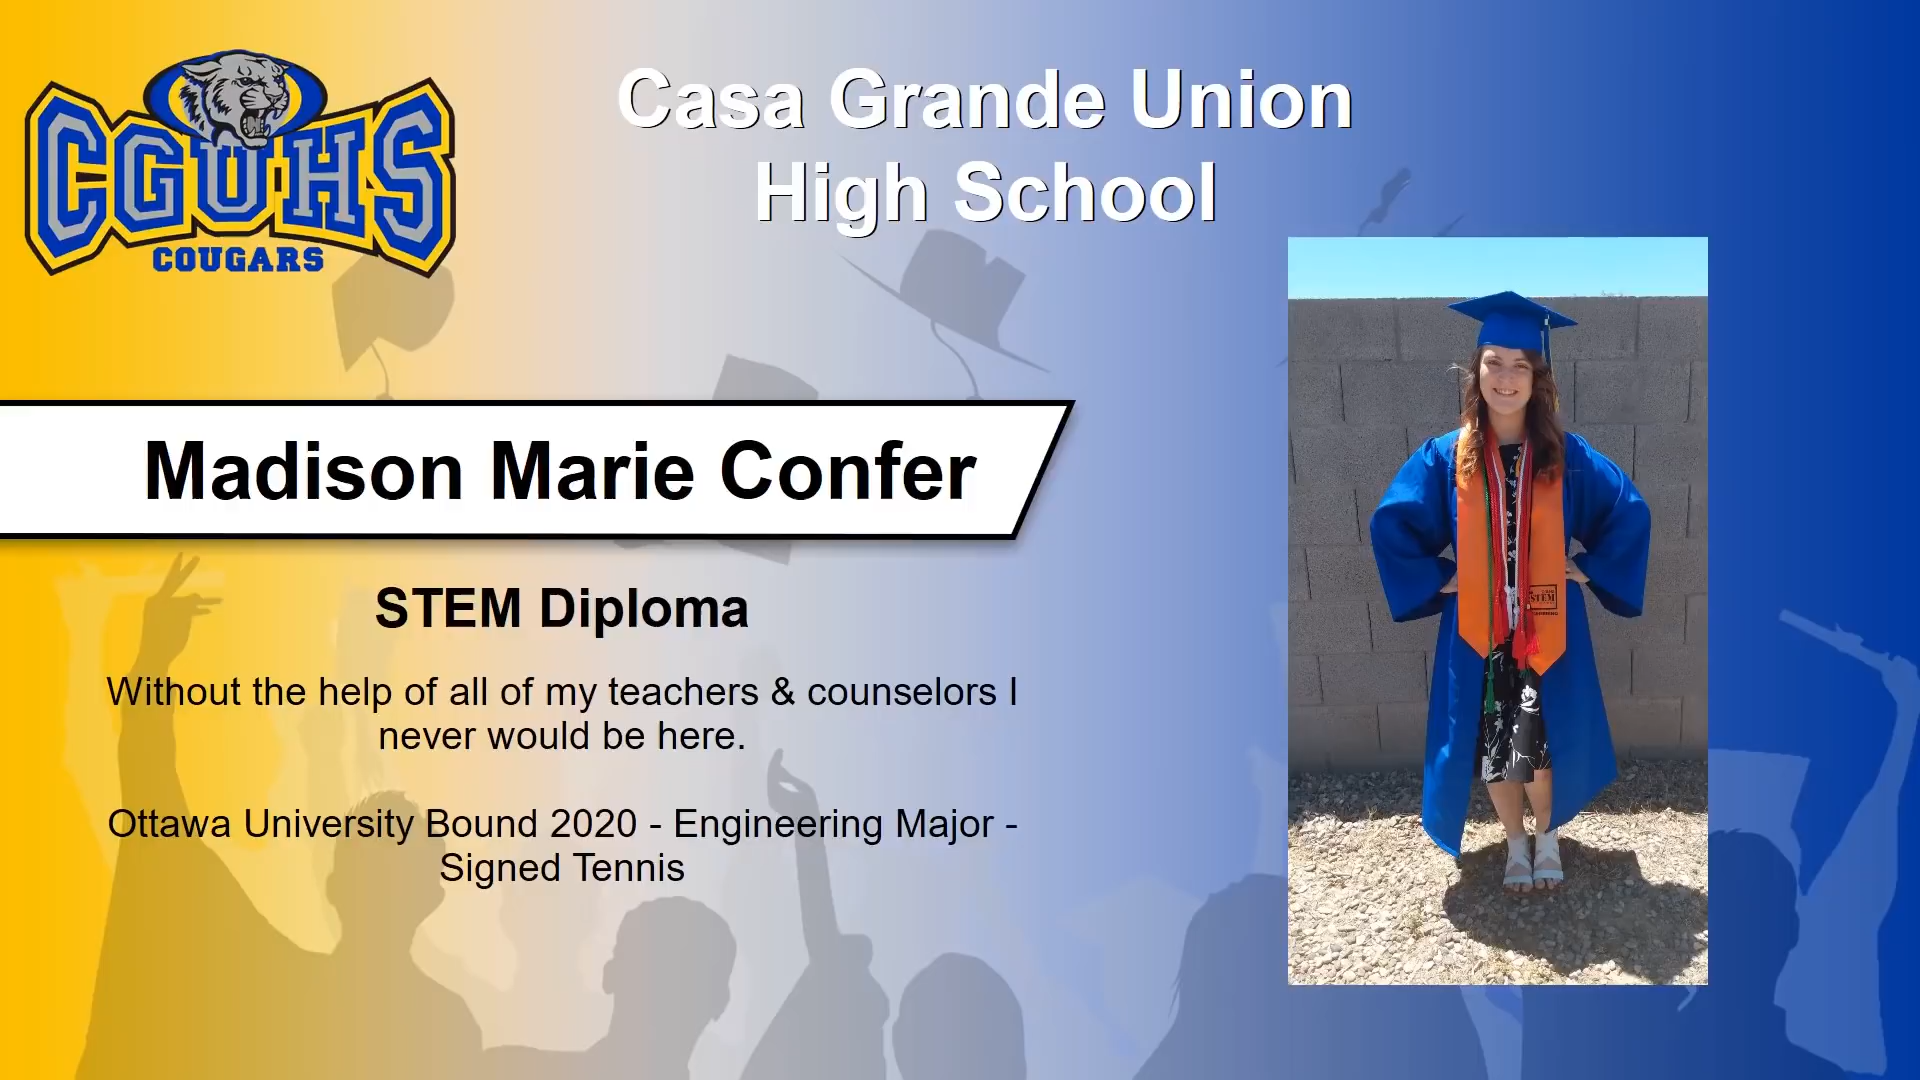 CGUHS
COUGARS
Casa Grande Union
High School
Madison Marie Confer
STEM Diploma
Without the help of all of my teachers & counselors I
never would be here.
Ottawa University Bound 2020 - Engineering Major -
Signed Tennis
STEM